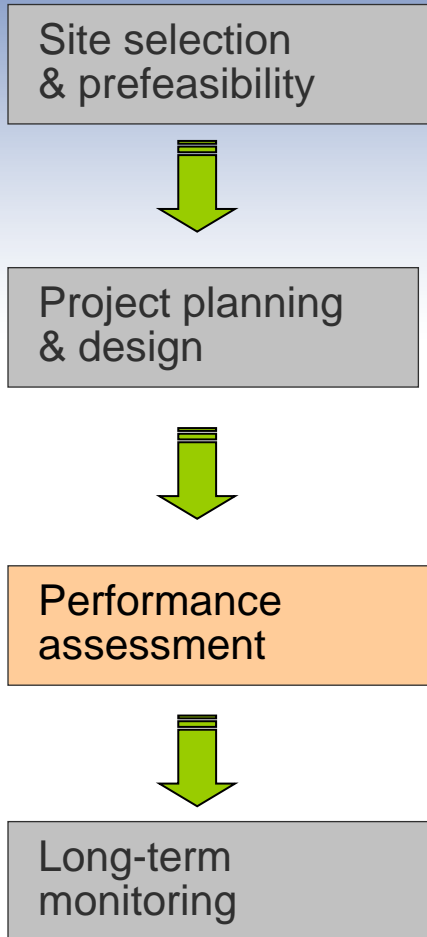 Site selection
& prefeasibility
Project planning
& design
Performance
assessment
Long-term
monitoring